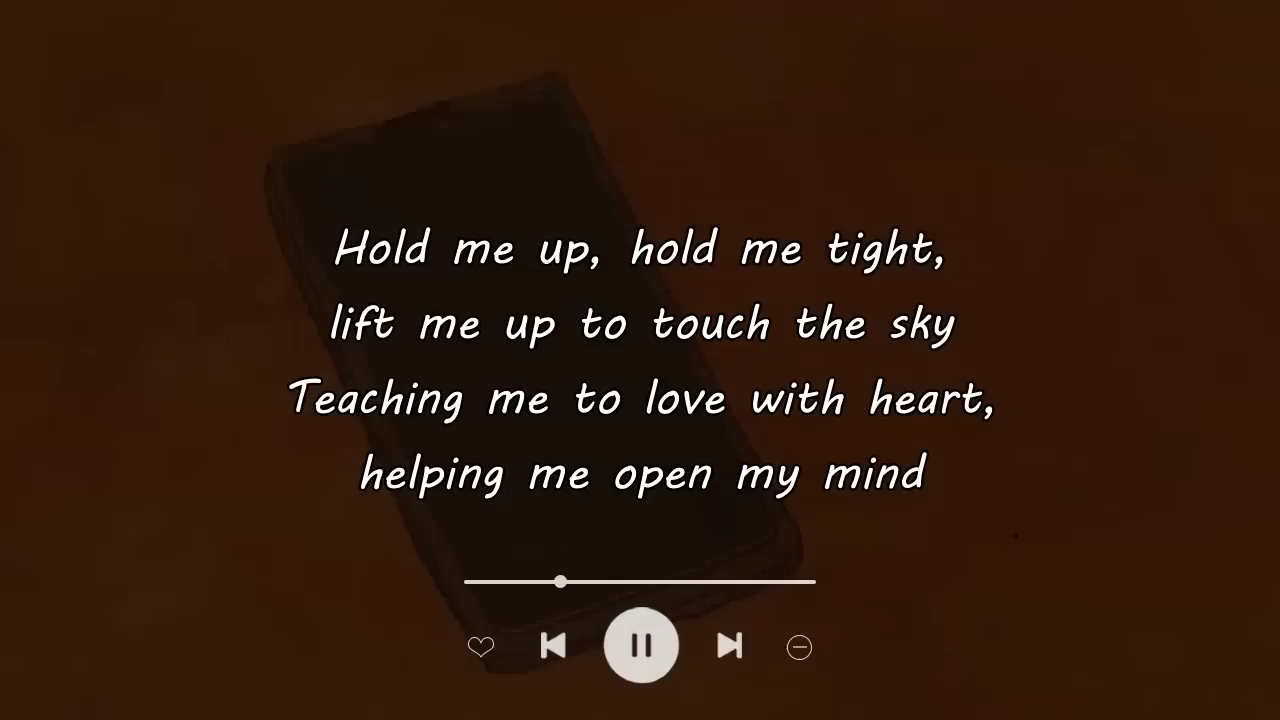 Hold me up, hold me tight,
lift me up to touch the sky
Teaching me to love with heart,
helping me open my mind